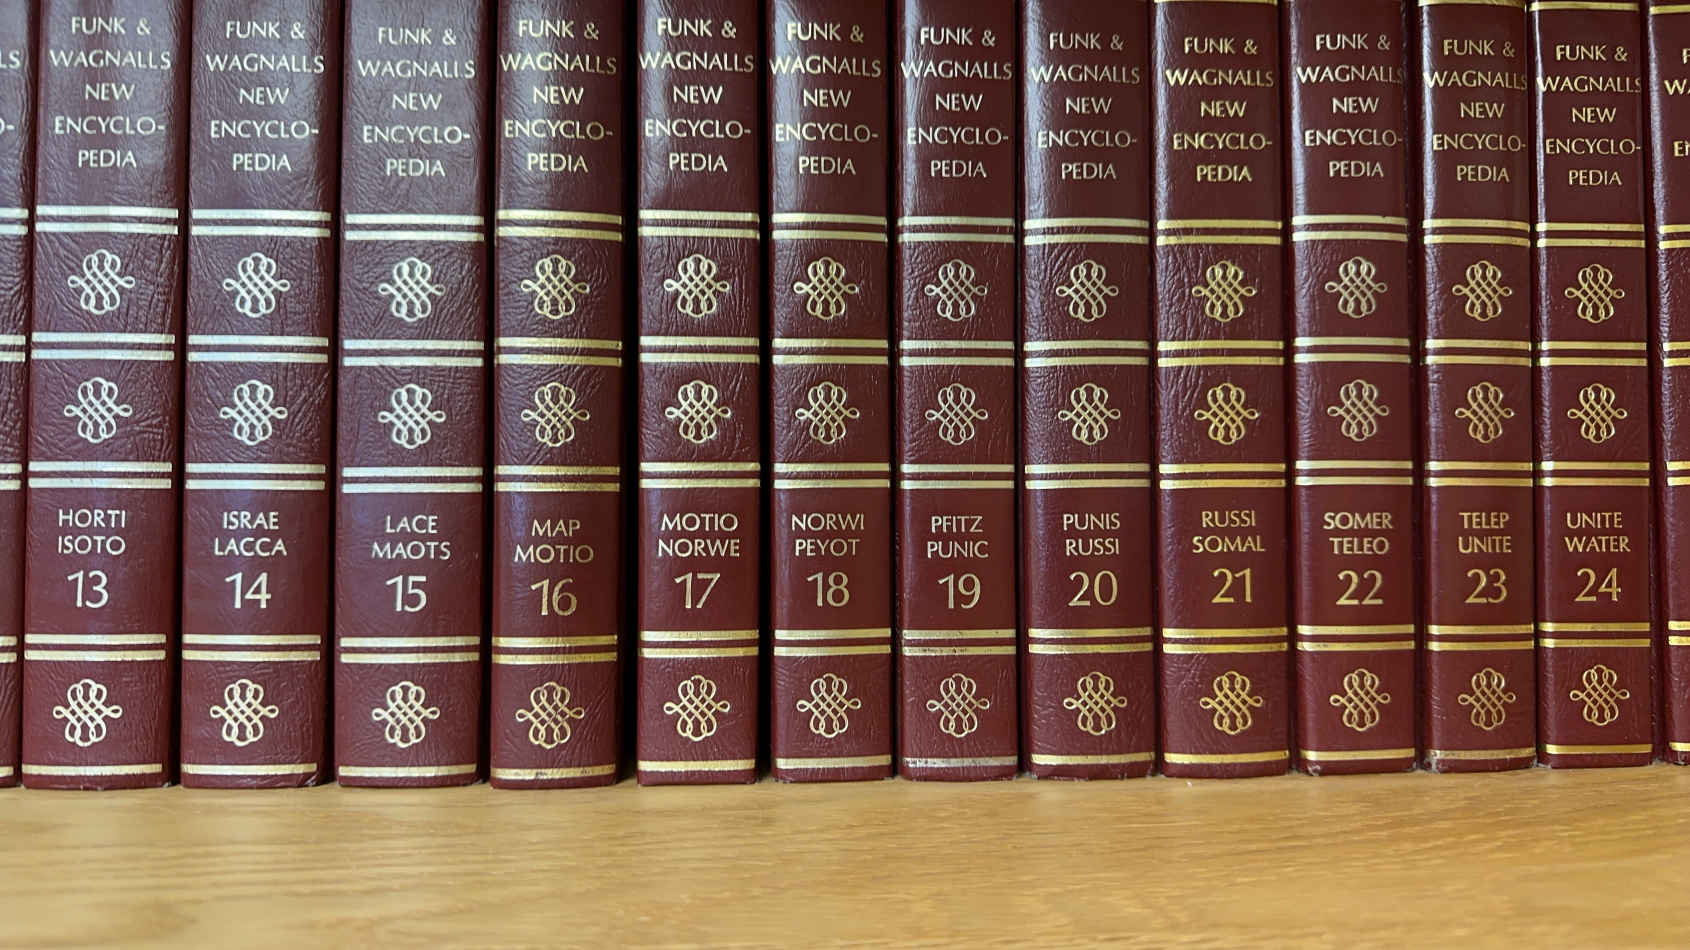 FUNK &
WAGNALLS
NEW
ENCYCLO-
PEDIA
HORTI
ISOTO
13
FUNK &
WAGNALLS
NEW
ENCYCLO-
PEDIA
ISRAE
LACCA
14
FUNK &
WAGNALLS
NEW
ENCYCLO-
PEDIA
LACE
MAOTS
15
FUNK &
WAGNALLS
NEW
ENCYCLO-
PEDIA
MAP
MOTIO
16
FUNK &
WAGNALLS
NEW
ENCYCLO-
PEDIA
MOTIO
NORWE
17
FUNK &
WAGNALLS
NEW
ENCYCLO-
PEDIA
NORWI
PEYOT
18
FUNK &
WAGNALLS
NEW
ENCYCLO-
PEDIA
PFITZ
PUNIC
19
FUNK &
WAGNALLS
NEW
ENCYCLO-
PEDIA
PUNIS
RUSSI
20
FUNK &
WAGNALLS
NEW
ENCYCLO-
PEDIA
RUSSI
SOMAL
21
FUNK &
WAGNALLS
NEW
ENCYCLO-
PEDIA
SOMER
TELEO
22
FUNK &
WAGNALLS
NEW
ENCYCLO-
PEDIA
TELEP
UNITE
23
FUNK &
WAGNALLS
NEW
ENCYCLO-
PEDIA
UNITE
WATER
24